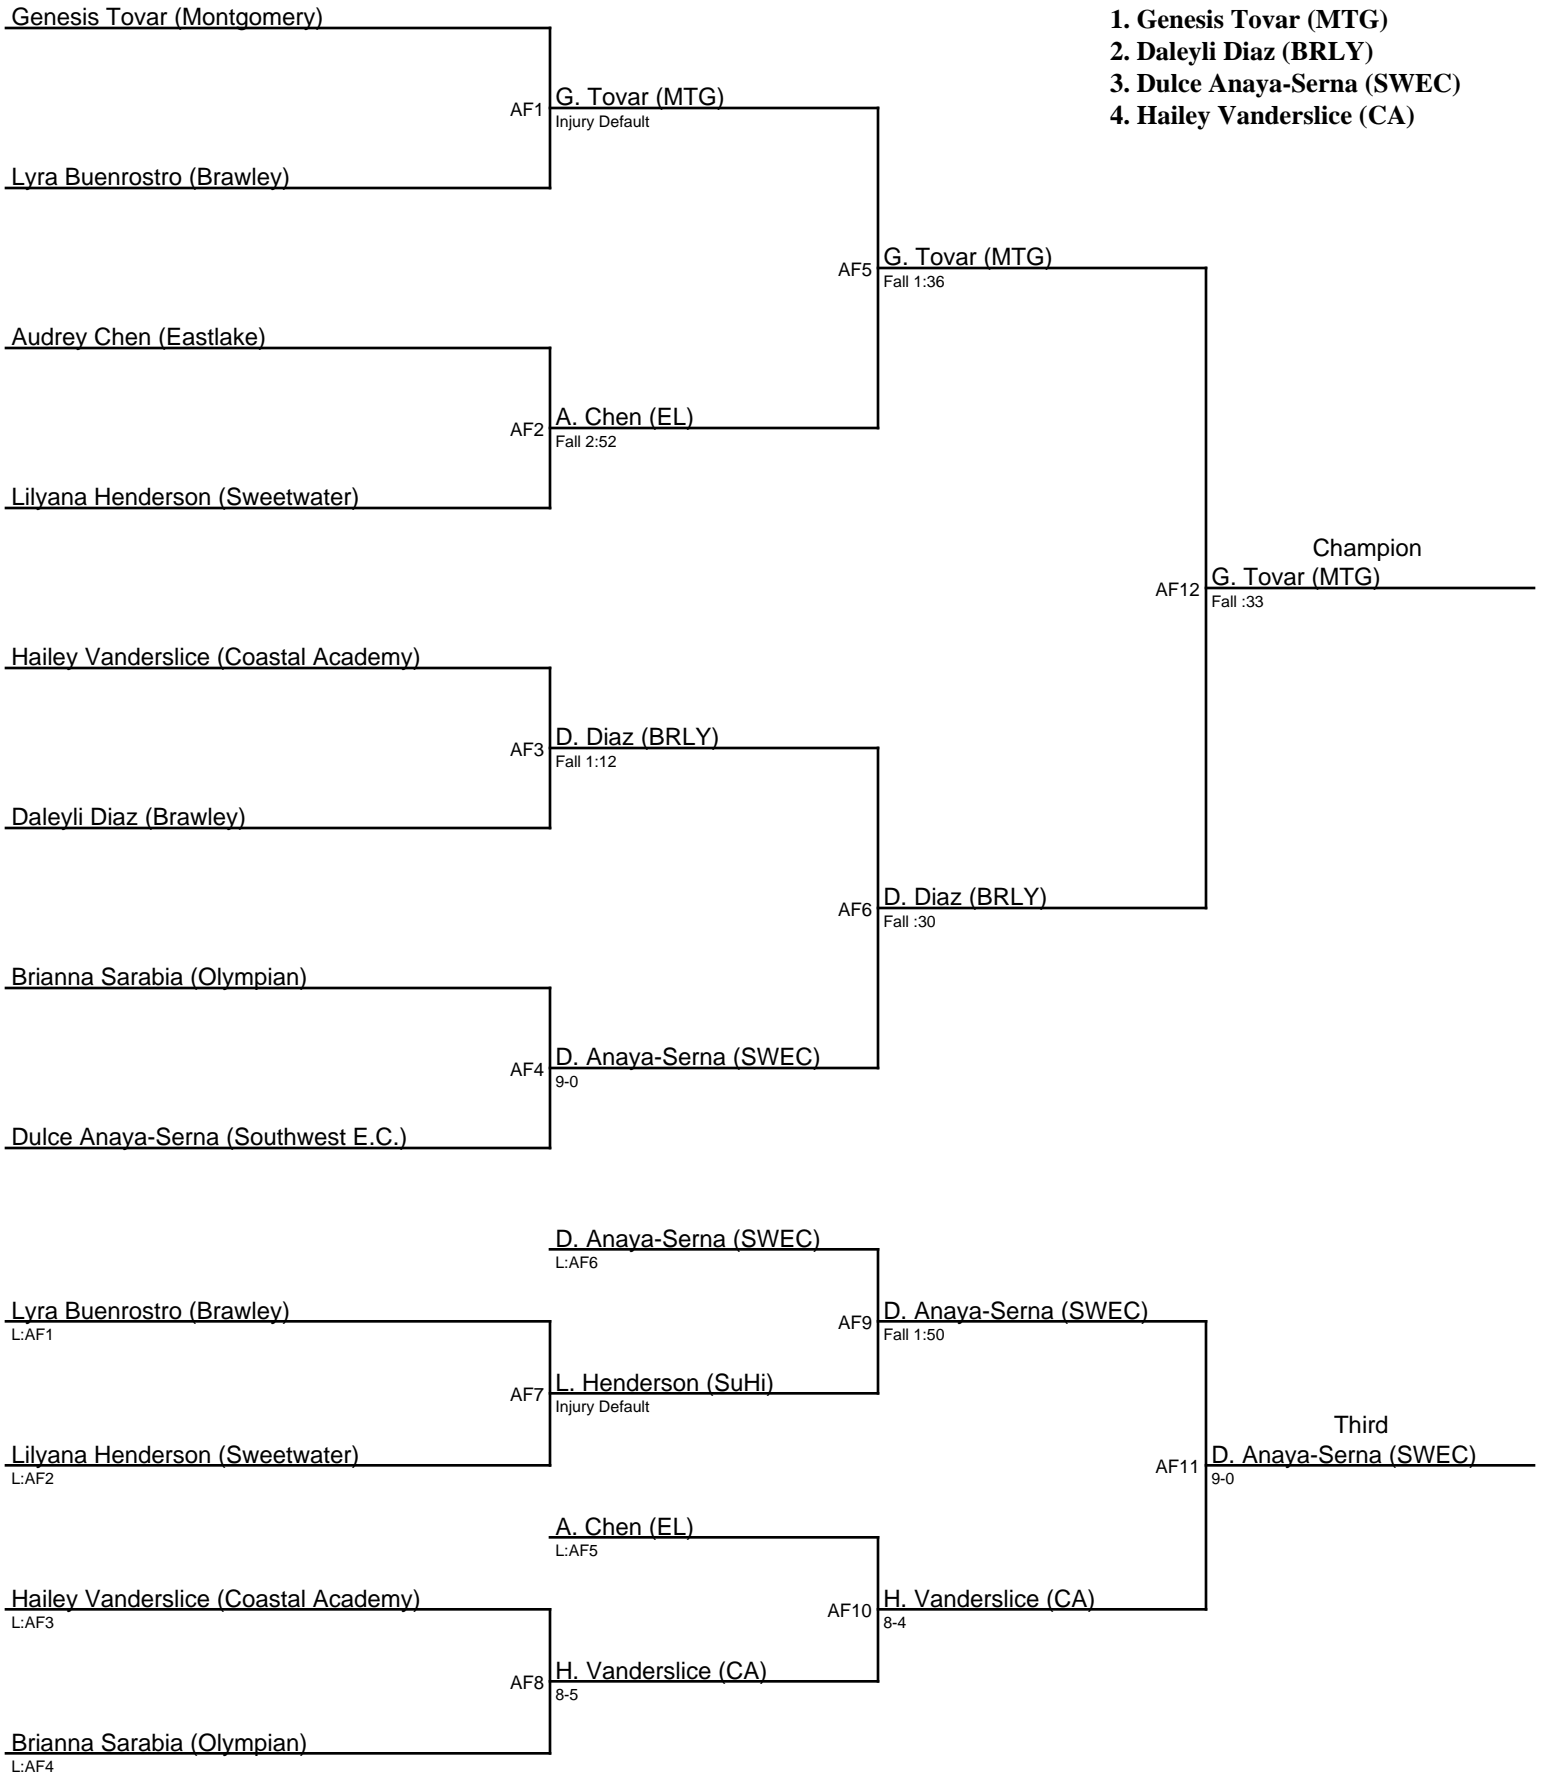 Genesis Tovar (Montgomery)
1. Genesis Tovar (MTG)
2. Daleyli Diaz (BRLY)
3. Dulce Anaya-Serna (SWEC)
4. Hailey Vanderslice (CA)
AF1
G. Tovar (MTG)
Injury Default
Lyra Buenrostro (Brawley)
AF5
G. Tovar (MTG)
Fall 1:36
Audrey Chen (Eastlake)
AF2
A. Chen (EL)
Fall 2:52
Lilyana Henderson (Sweetwater)
Champion
AF12
G. Tovar (MTG)
Fall :33
Hailey Vanderslice (Coastal Academy)
AF3
D. Diaz (BRLY)
Fall 1:12
Daleyli Diaz (Brawley)
AF6
D. Diaz (BRLY)
Fall :30
Brianna Sarabia (Olympian)
AF4
D. Anaya-Serna (SWEC)
9-0
Dulce Anaya-Serna (Southwest E.C.)
D. Anaya-Serna (SWEC)
L:AF6
Lyra Buenrostro (Brawley)
L:AF1
AF9
D. Anaya-Serna (SWEC)
Fall 1:50
AF7
L. Henderson (SuHi)
Injury Default
Lilyana Henderson (Sweetwater)
L:AF2
Third
AF11
D. Anaya-Serna (SWEC)
9-0
A. Chen (EL)
L:AF5
Hailey Vanderslice (Coastal Academy)
L:AF3
AF10
H. Vanderslice (CA)
8-4
AF8
H. Vanderslice (CA)
8-5
Brianna Sarabia (Olympian)
L:AF4